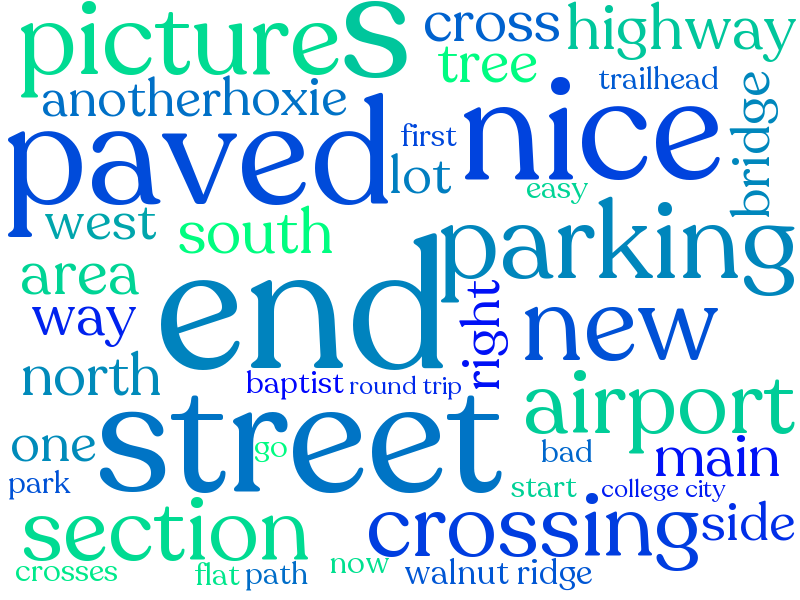 pictures
cross
highway
tree
trailhead
anotherhoxie
bridge
paved
first
nice
lot
easy
west
south
parking
area
end
way
right
new
north
baptist
round trip
airport
street
one
go
bad
main
park
start
college city
section
crossing
side
crosses
flat
path
now
walnut ridge